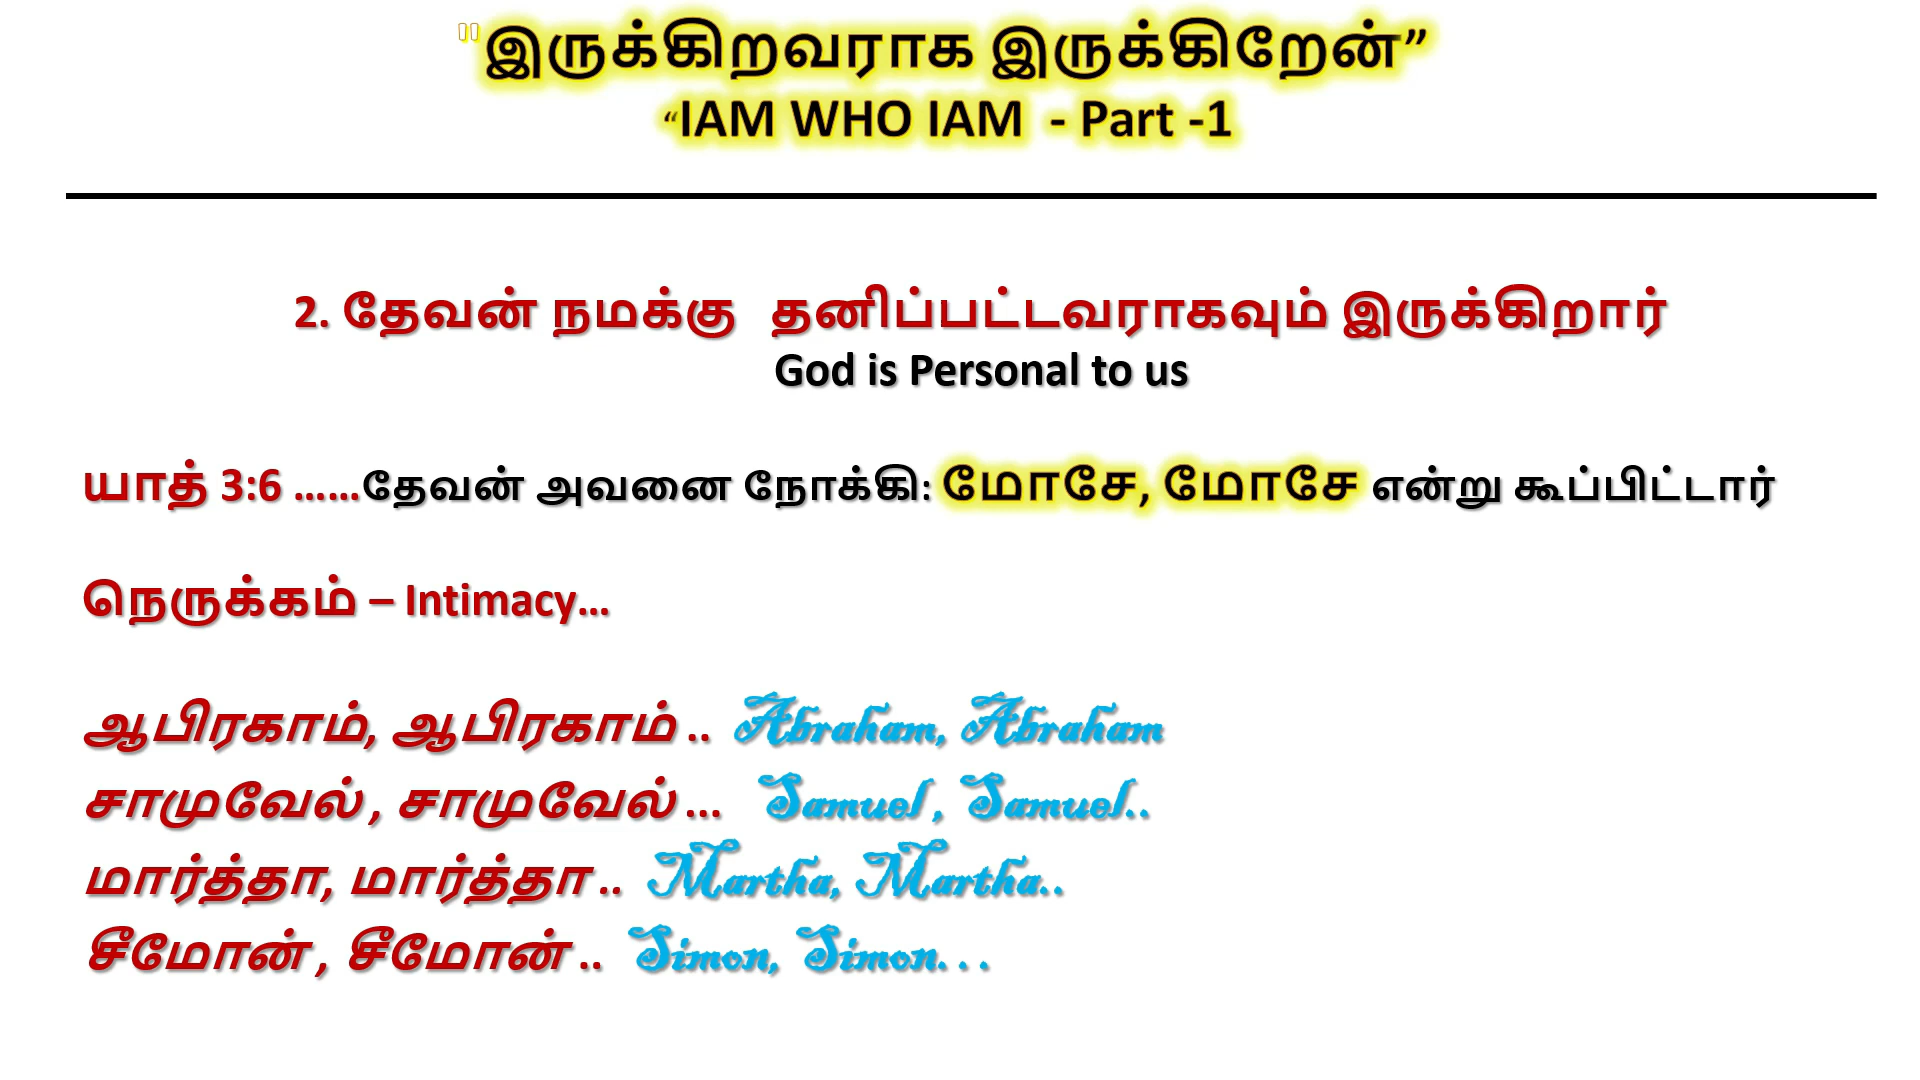 "இருக்கிறவராக இருக்கிறேன்”
“IAM WHO IAM - Part -1
2. தேவன் நமக்கு தனிப்பட்டவராகவும் இருக்கிறார்
God is Personal to us
யாத் 3:6 ......தேவன் அவனை நோக்கி: மோசே, மோசே என்று கூப்பிட்டார்
நெருக்கம் – Intimacy...
ஆபிரகாம், ஆபிரகாம் .. Abraham, Abraham
சாமுவேல் , சாமுவேல் ... Samuel , Samuel..
மார்த்தா, மார்த்தா .. Martha, Martha..
சீமோன் , சீமோன் .. Simon, Simon...